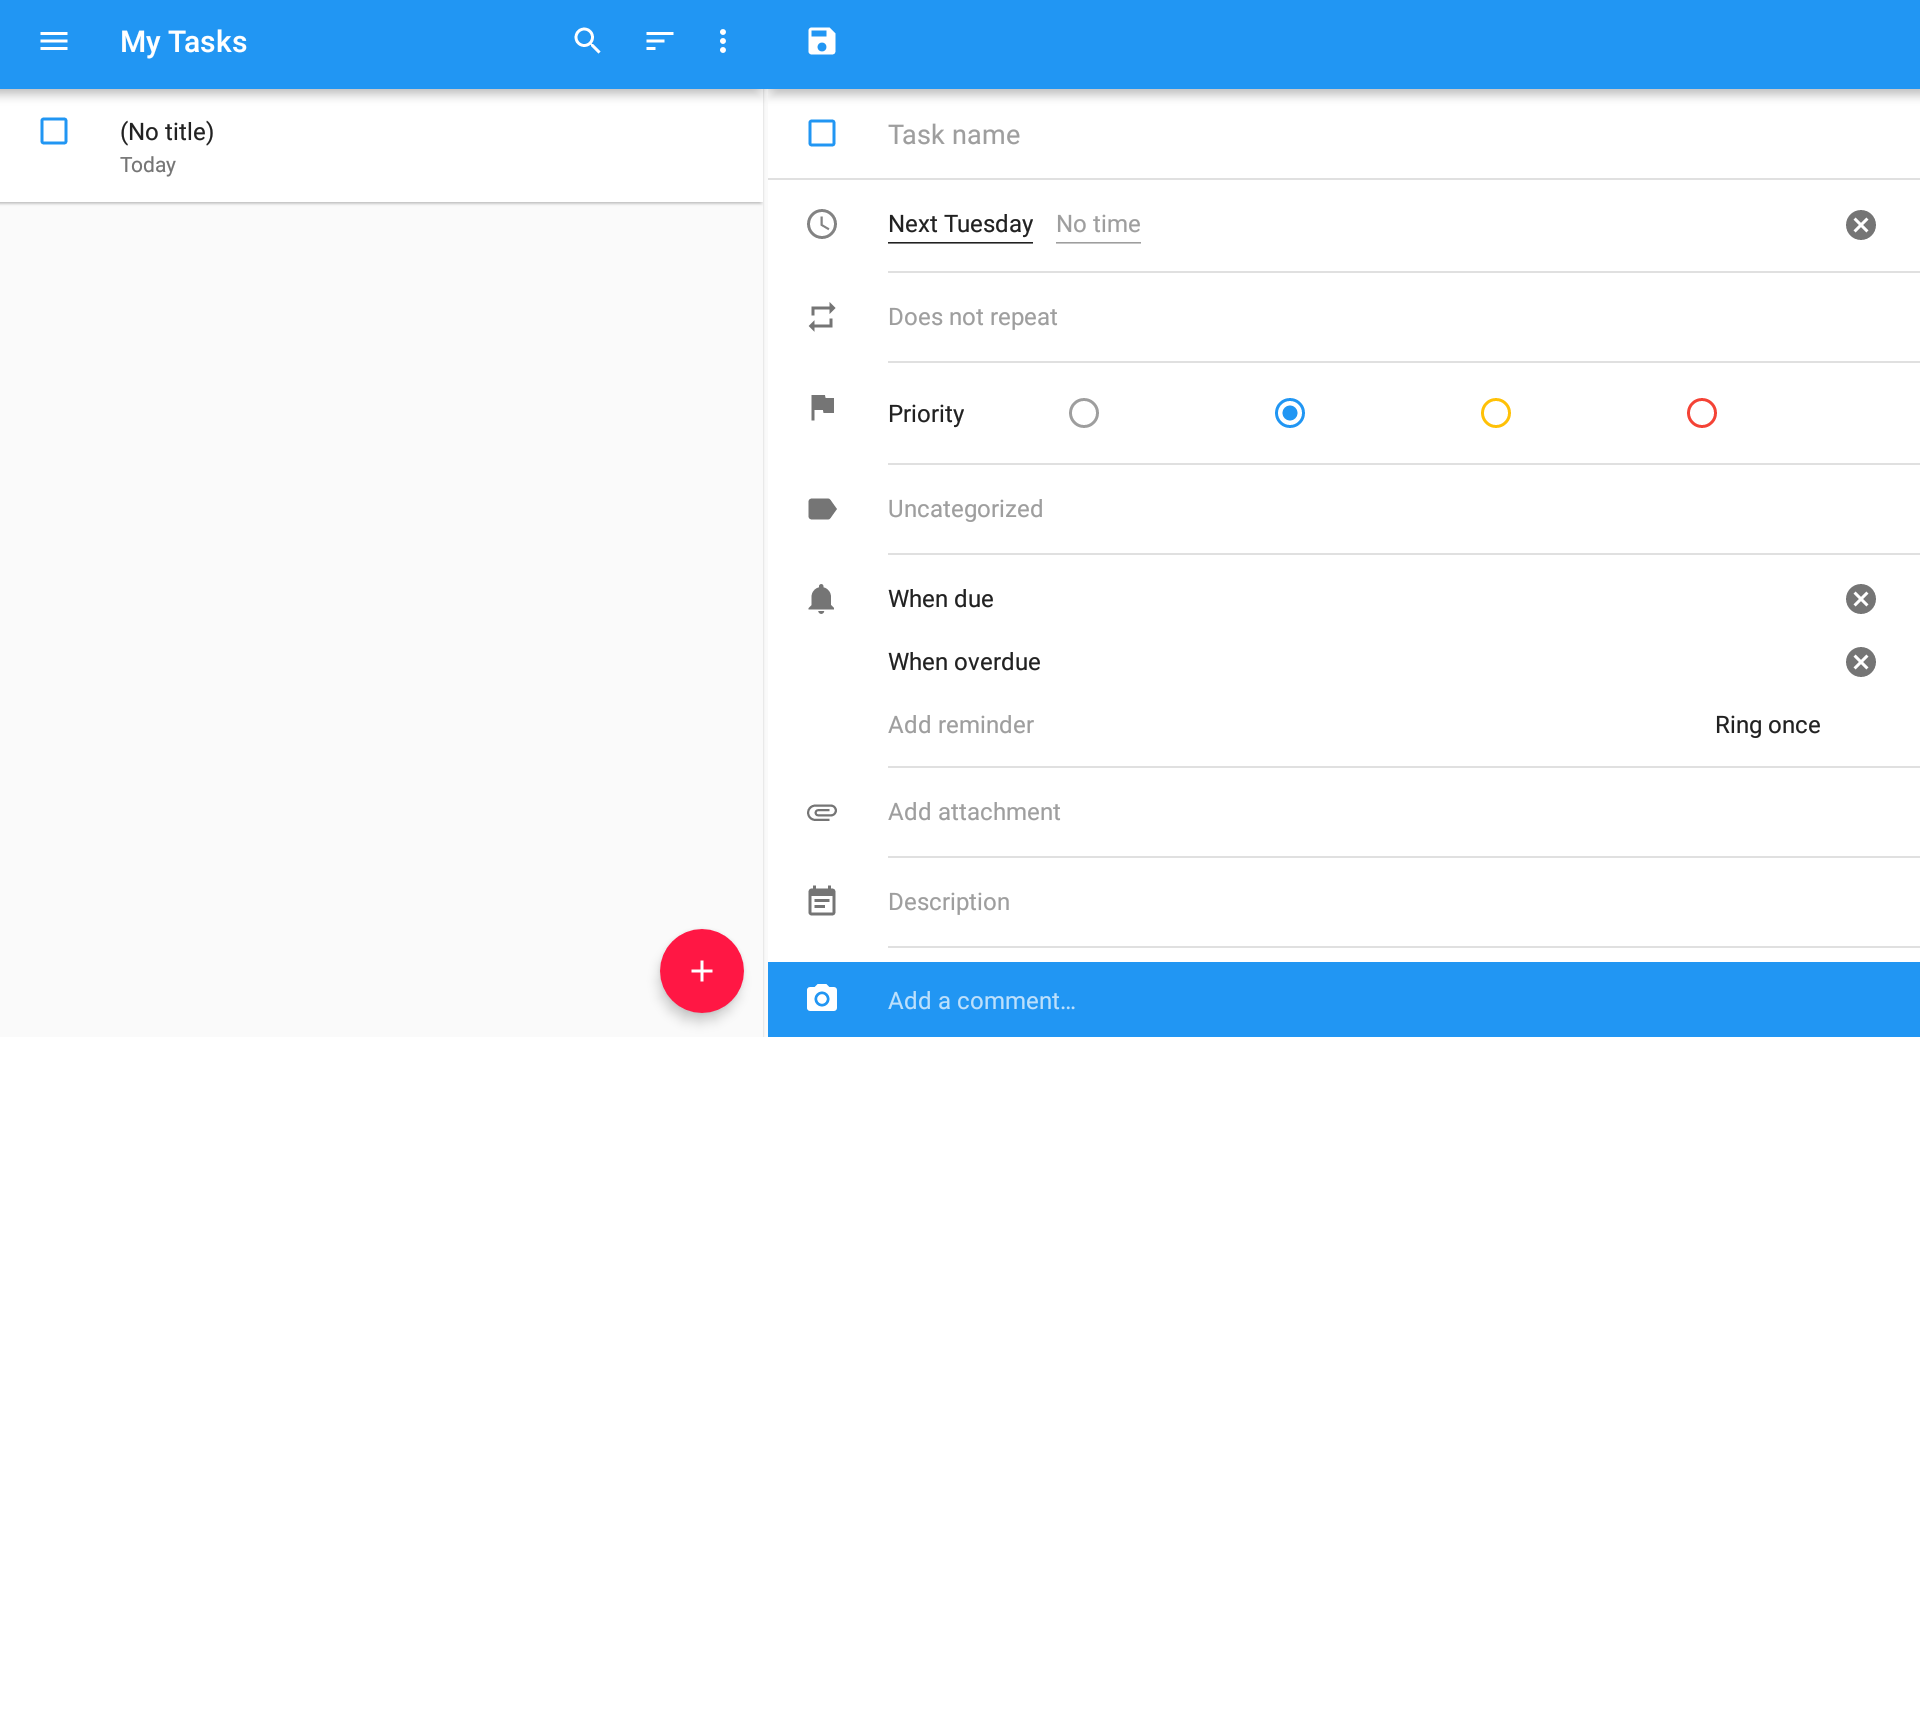 My Tasks
(No title)
Today
Task name
Next Tuesday No time
Does not repeat
Priority
Uncategorized
When due
When overdue
Add reminder Ring once
Add attachment
Description
Add a comment...